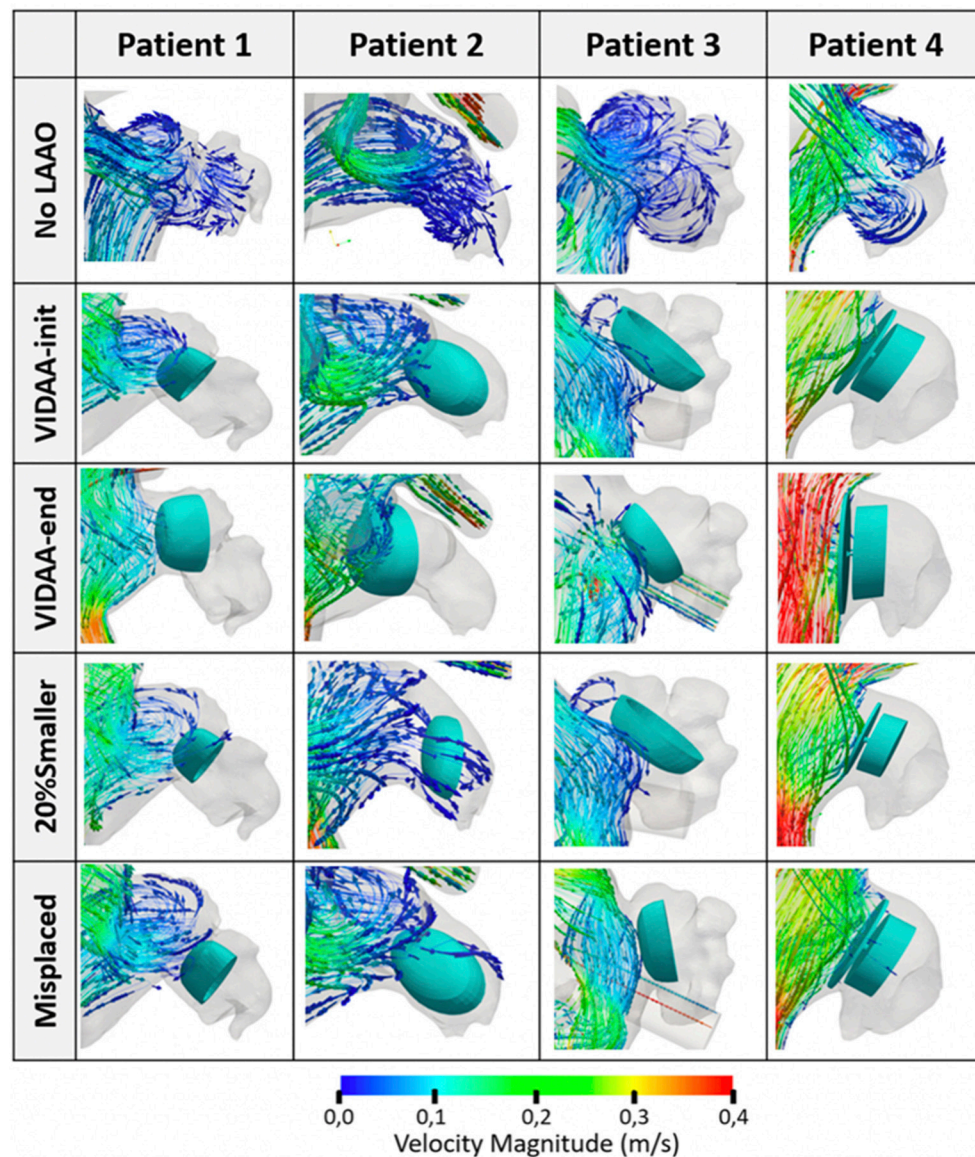 Patient 1 Patient 2 Patient 3 Patient 4
No LAAO
VIDAA-init
VIDAA-end
20%Smaller
Misplaced
0,0 0,1 0,2 0,3 0,4
Velocity Magnitude (m/s)